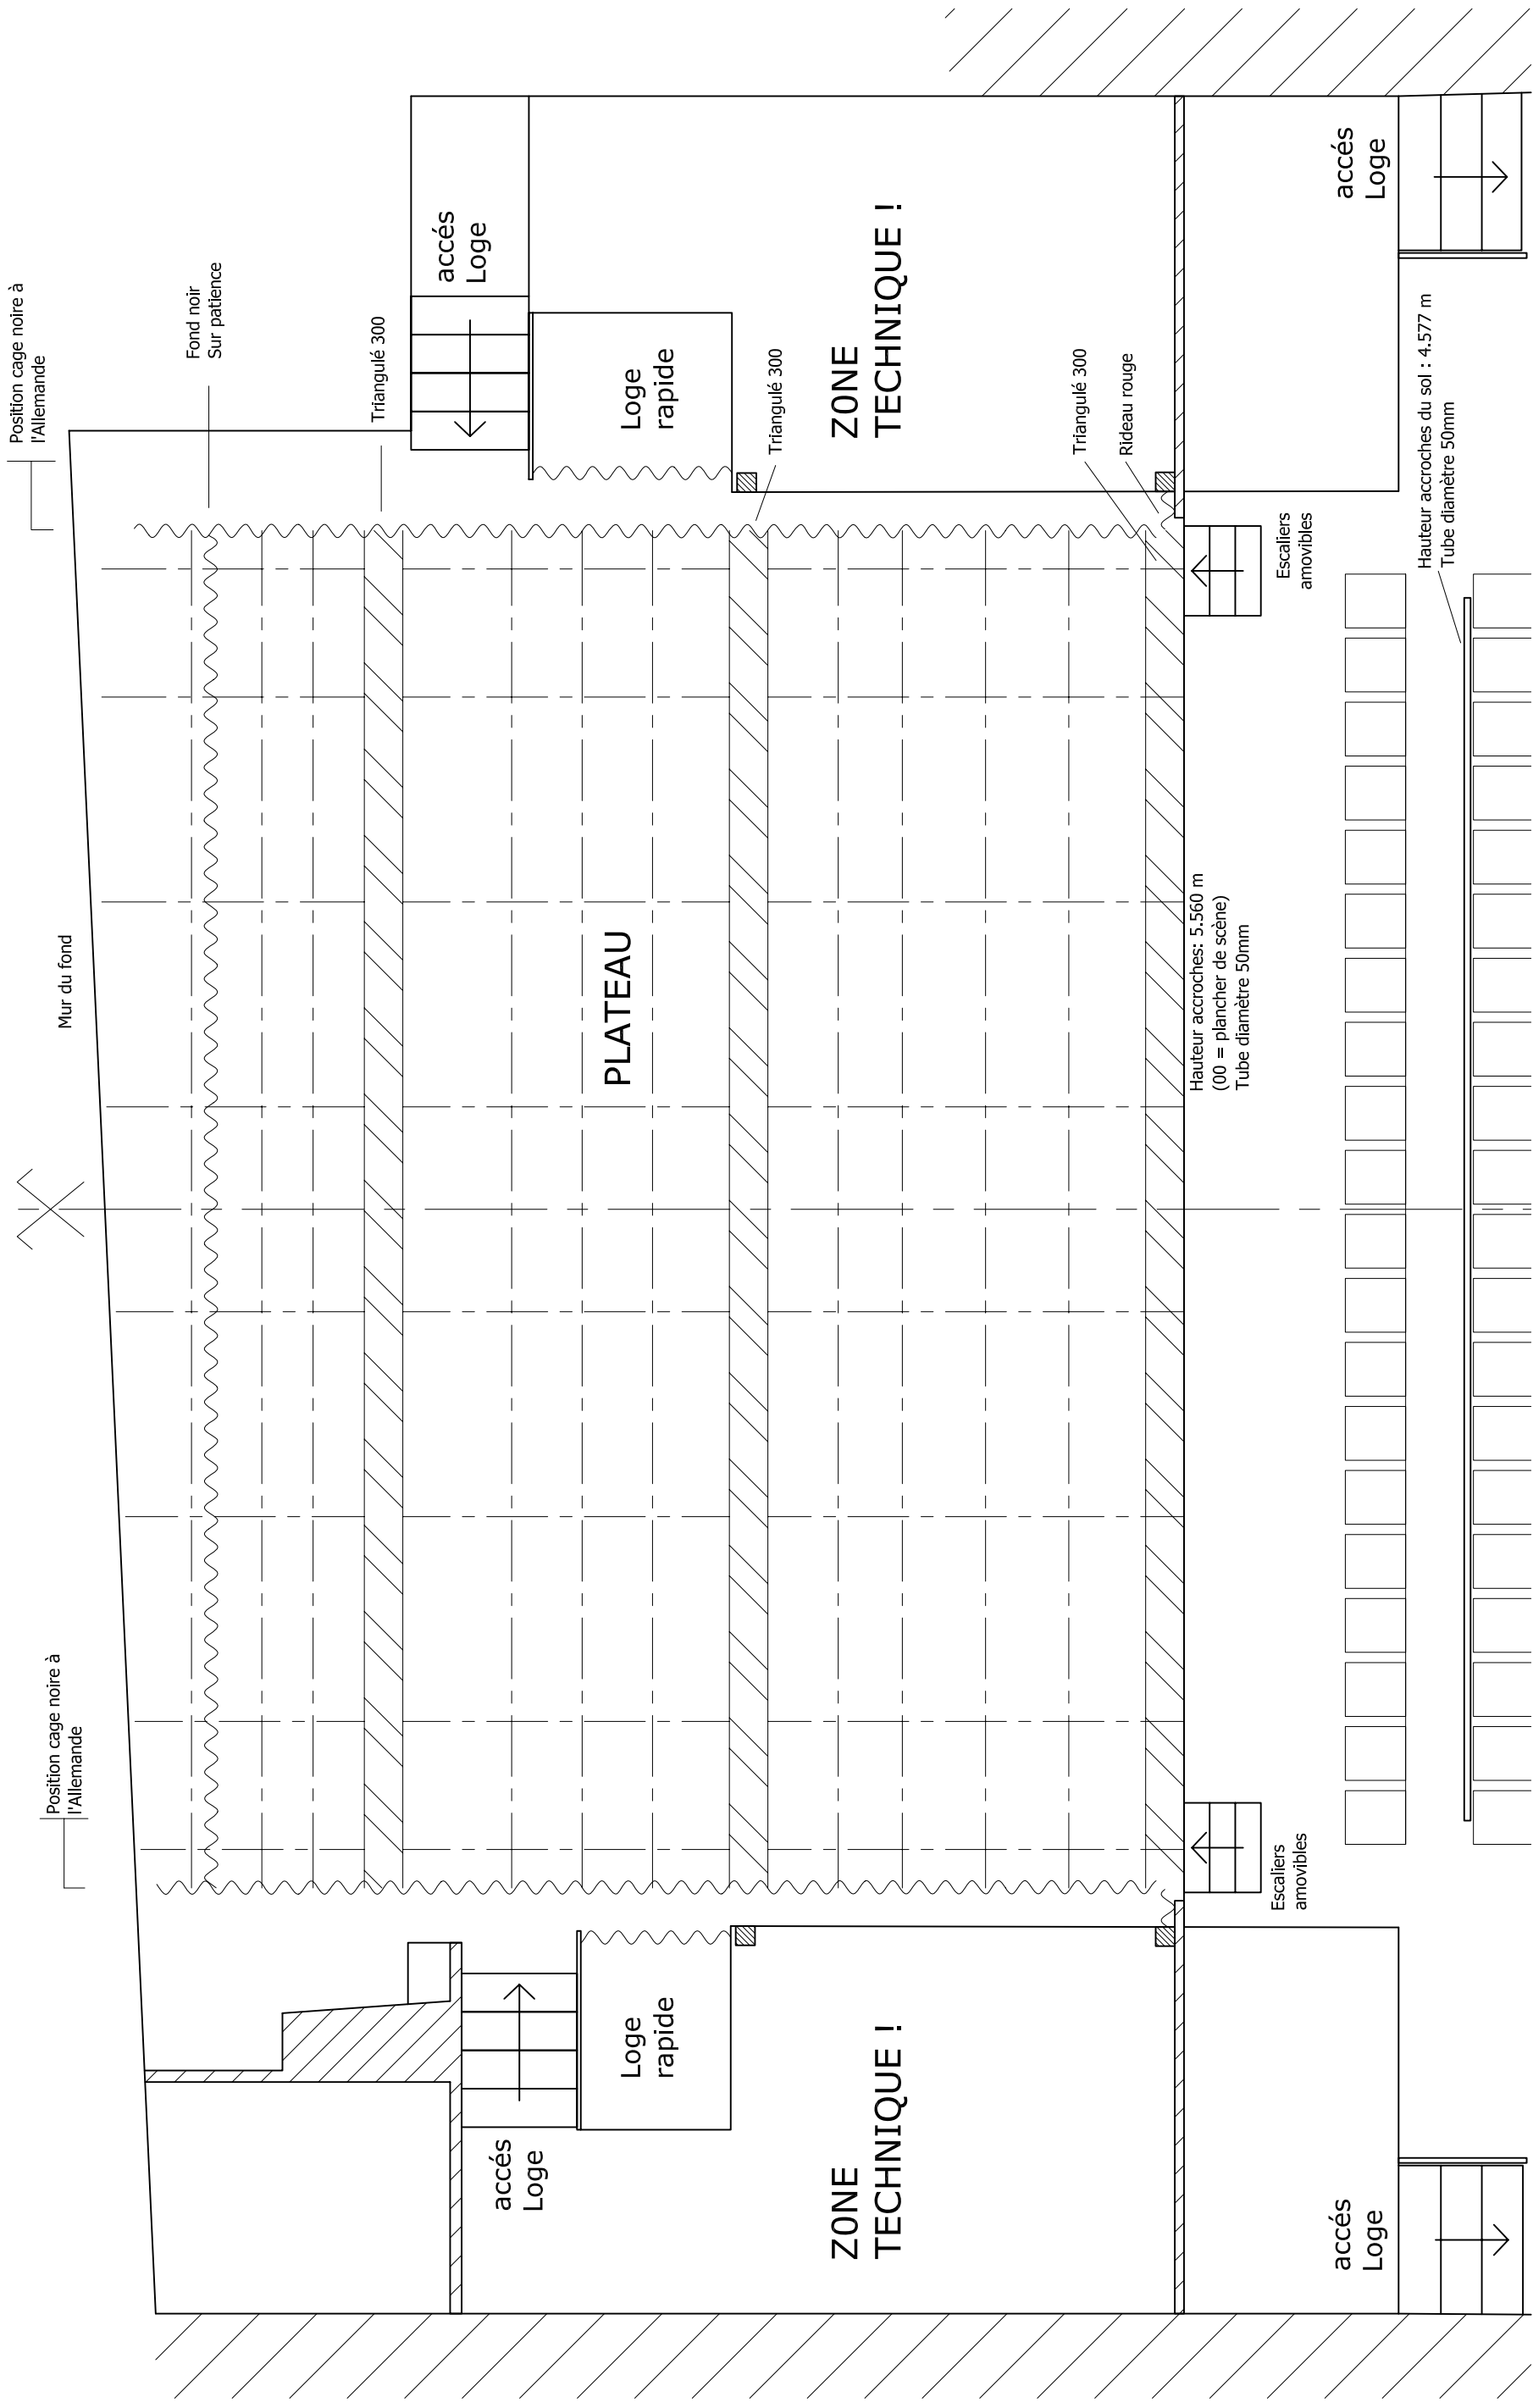 Position cage noire à
l'Allemande
Mur du fond
Position cage noire à
l'Allemande
Fond noir
Sur patience
Triangulé 300
accés
Loge
accés
Loge
Loge
rapide
PLATEAU
Loge
rapide
Triangulé 300
Z0NE
TECHNIQUE !
Z0NE
TECHNIQUE !
Triangulé 300
Rideau rouge
Hauteur accroches: 5.560 m
(00 = plancher de scène)
Tube diamètre 50mm
Escaliers
amovibles
Escaliers
amovibles
accés
Loge
accés
Loge
Hauteur accroches du sol : 4.577 m
Tube diamètre 50mm